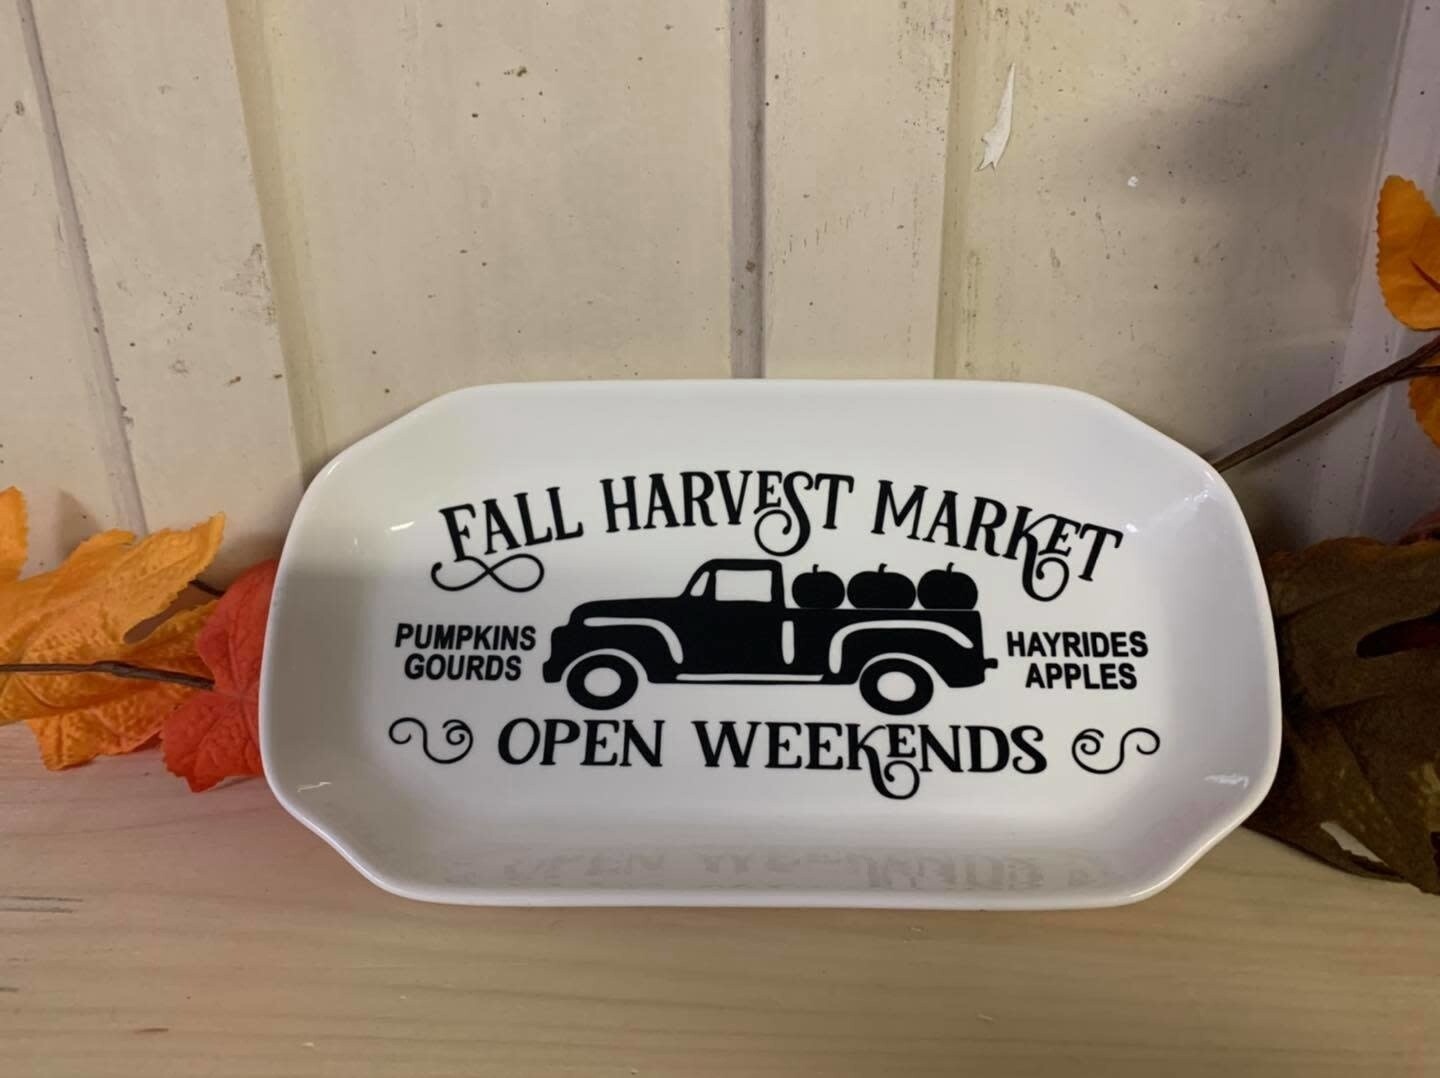 FALL HARVEST MARKET
PUMPKINS
GOURDS
HAYRIDES
APPLES
OPEN WEEKENDS